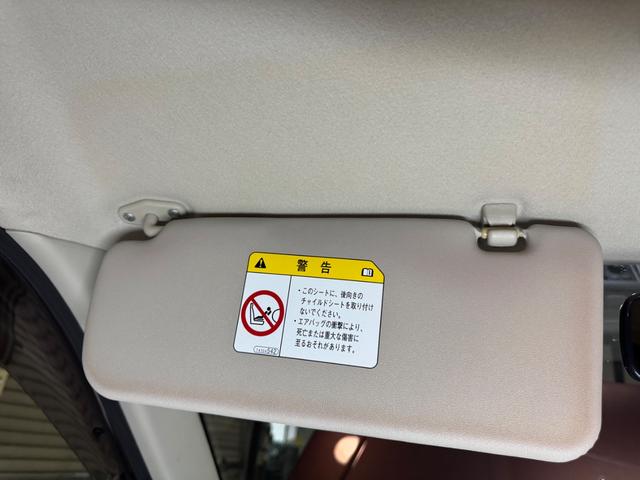 警告
・このシートに、後向きの
チャイルドシートを取り付け
ないでください。
・エアバッグの衝撃により、
死亡または重大な傷害に
至るおそれがあります。